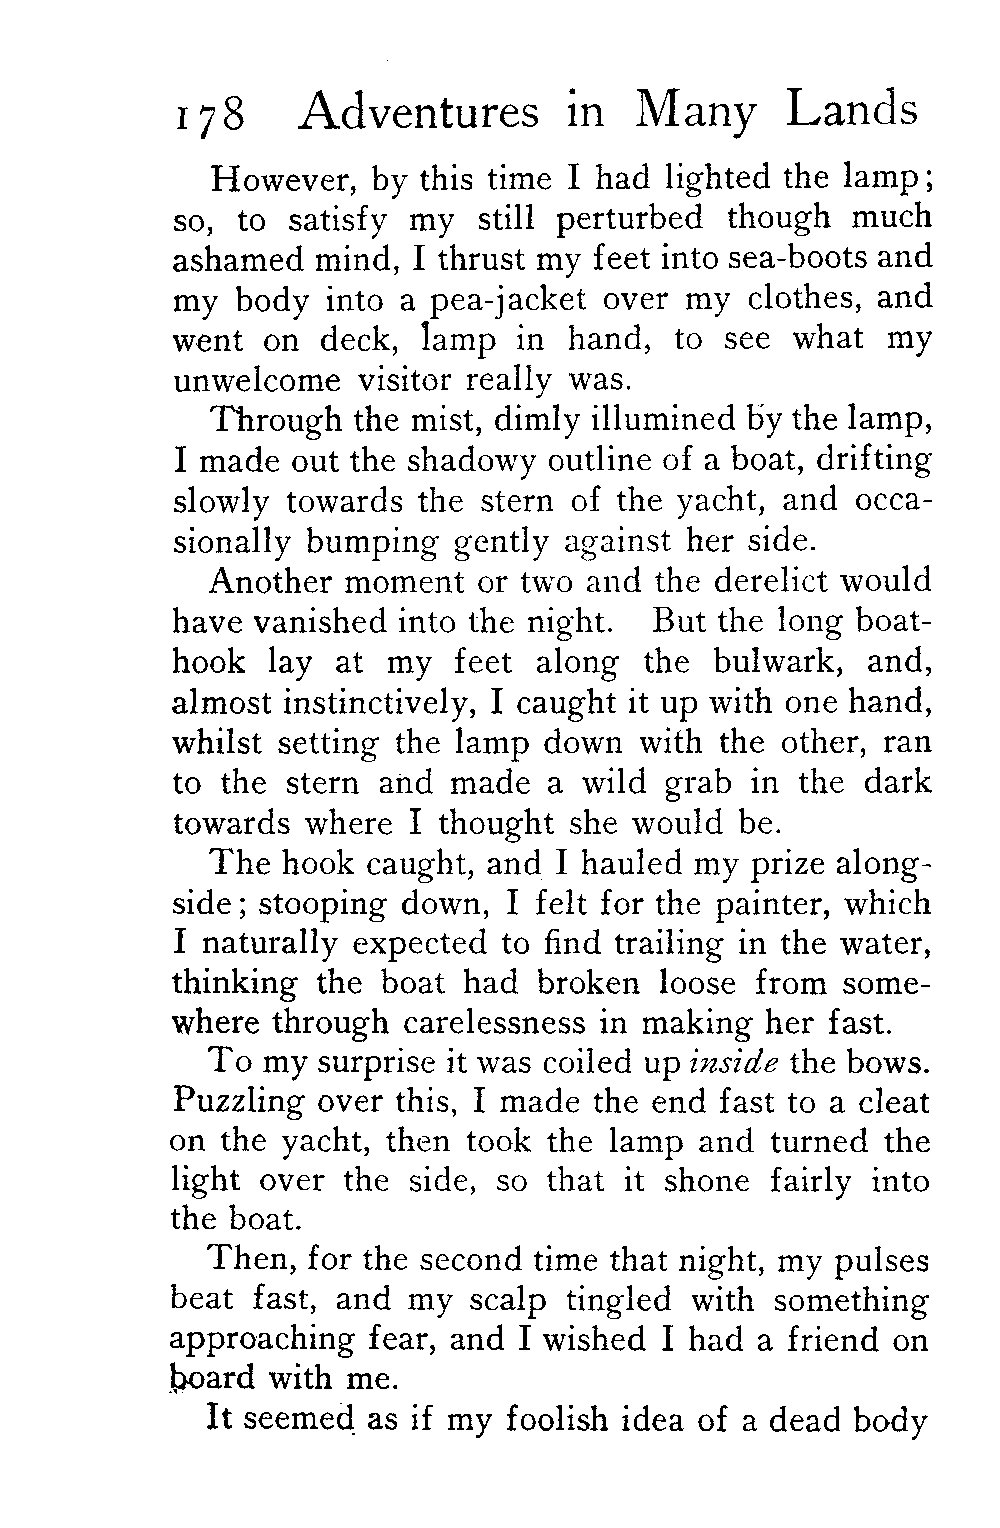 178 Adventures in Many Lands
However, by this time I had lighted the lamp;
so, to satisfy my still perturbed though much
ashamed mind, I thrust my feet into sea-boots and
my body into a pea-jacket over my clothes, and
went on deck, lamp in hand, to see what my
unwelcome visitor really was.
Through the mist, dimly illumined by the lamp,
I made out the shadowy outline of a boat, drifting
slowly towards the stern of the yacht, and occa-
sionally bumping gently against her side.
Another moment or two and the derelict would
have vanished into the night. But the long boat-
hook lay at my feet along the bulwark, and,
almost instinctively, I caught it up with one hand,
whilst setting the lamp down with the other, ran
to the stern and made a wild grab in the dark
towards where I thought she would be.
The hook caught, and I hauled my prize along-
side; stooping down, I felt for the painter, which
I naturally expected to find trailing in the water,
thinking the boat had broken loose from some-
where through carelessness in making her fast.
To my surprise it was coiled up inside the bows.
Puzzling over this, I made the end fast to a cleat
on the yacht, then took the lamp and turned the
light over the side, so that it shone fairly into
the boat.
Then, for the second time that night, my pulses
beat fast, and my scalp tingled with something
approaching fear, and I wished I had a friend on
board with me.
It seemed as if my foolish idea of a dead body